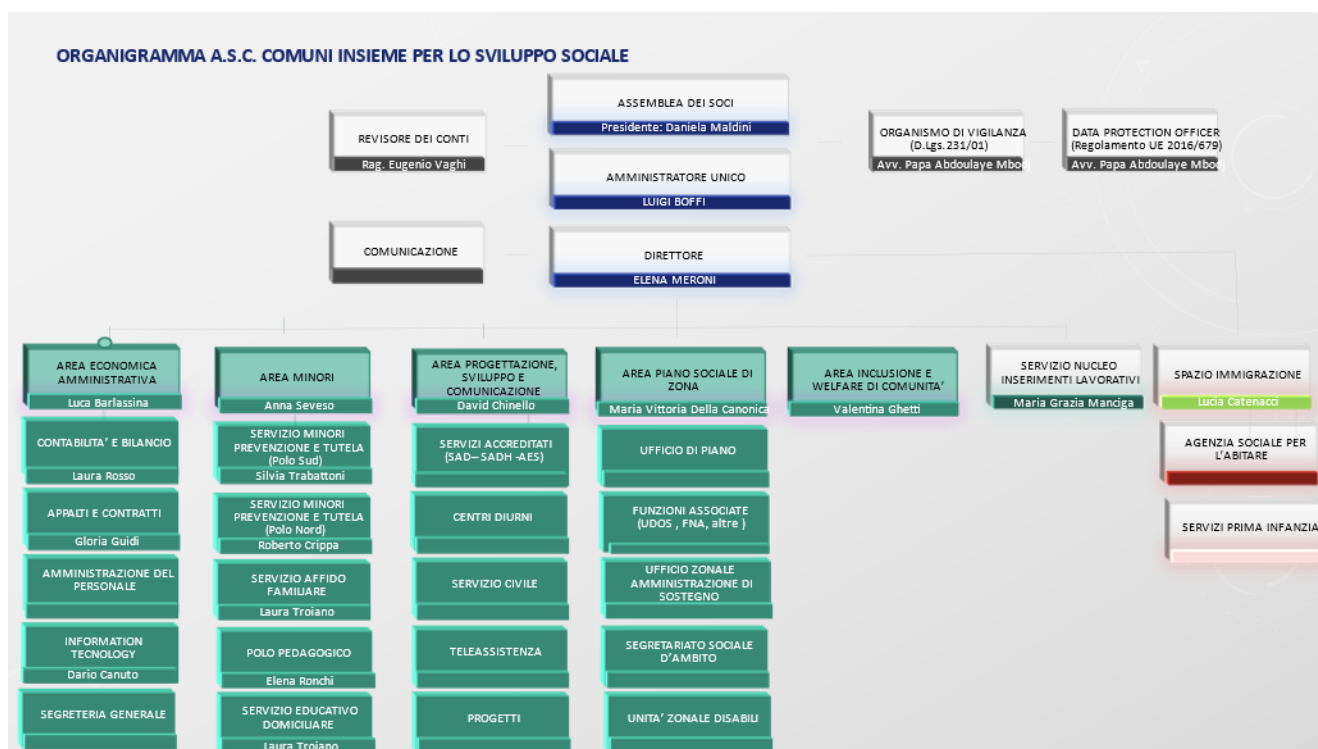 ORGANIGRAMMA A.S.C. COMUNI INSIEME PER LO SVILUPPO SOCIALE
ASSEMBLEA DEI SOCI
Presidente: Daniela Maldini
REVISORE DEI CONTI
Rag. Eugenio Vaghi
ORGANISMO DI VIGILANZA
(D.Lgs.231/01)
Avv. Papa Abdoulaye Mbodj
DATA PROTECTION OFFICER
(Regolamento UE 2016/679)
Avv. Papa Abdoulaye Mbodj
AMMINISTRATORE UNICO
LUIGI BOFFI
COMUNICAZIONE
DIRETTORE
ELENA MERONI
AREA ECONOMICA
AMMINISTRATIVA
Luca Barlassina
CONTABILITA' E BILANCIO
Laura Rosso
APPALTI E CONTRATTI
Gloria Guidi
AMMINISTRAZIONE DEL
PERSONALE
INFORMATION
TECNOLOGY
Dario Canuto
SEGRETERIA GENERALE
AREA MINORI
Anna Seveso
SERVIZIO MINORI
PREVENZIONE E TUTELA
(Polo Sud)
Silvia Trabattoni
SERVIZIO MINORI
PREVENZIONE E TUTELA
(Polo Nord)
Roberto Crippa
SERVIZIO AFFIDO
FAMILIARE
Laura Troiano
POLO PEDAGOGICO
Elena Ronchi
SERVIZIO EDUCATIVO
DOMICILIARE
Laura Troiano
AREA PROGETTAZIONE,
SVILUPPO E
COMUNICAZIONE
David Chinello
SERVIZI ACCREDITATI
(SAD– SADH -AES)
CENTRI DIURNI
SERVIZIO CIVILE
TELEASSISTENZA
PROGETTI
AREA PIANO SOCIALE DI
ZONA
Maria Vittoria Della Canonica
UFFICIO DI PIANO
FUNZIONI ASSOCIATE
(UDOS , FNA, altre )
UFFICIO ZONALE
AMMINISTRAZIONE DI
SOSTEGNO
SEGRETARIATO SOCIALE
D'AMBITO
UNITA' ZONALE DISABILI
AREA INCLUSIONE E
WELFARE DI COMUNITA'
Valentina Ghetti
SERVIZIO NUCLEO
INSERIMENTI LAVORATIVI
Maria Grazia Manciga
SPAZIO IMMIGRAZIONE
Lucia Catenacci
AGENZIA SOCIALE PER
L'ABITARE
SERVIZI PRIMA INFANZIA